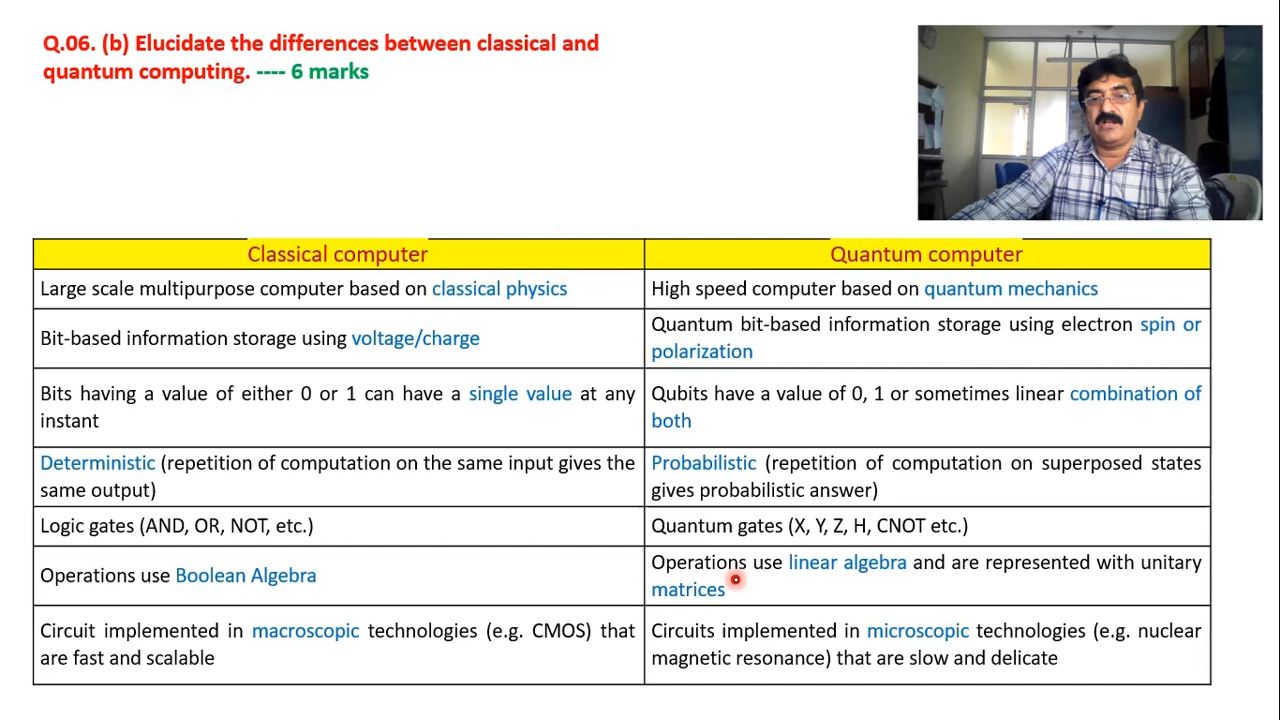 Q.06. (b) Elucidate the differences between classical and
quantum computing. ---- 6 marks
Classical computer
Quantum computer
Large scale multipurpose computer based on classical physics
High speed computer based on quantum mechanics
Bit-based information storage using voltage/charge
Quantum bit-based information storage using electron spin or
polarization
Bits having a value of either 0 or 1 can have a single value at any
instant
Qubits have a value of 0, 1 or sometimes linear combination of
both
Deterministic (repetition of computation on the same input gives the
same output)
Probabilistic (repetition of computation on superposed states
gives probabilistic answer)
Logic gates (AND, OR, NOT, etc.)
Quantum gates (X, Y, Z, H, CNOT etc.)
Operations use Boolean Algebra
Operations use linear algebra and are represented with unitary
matrices
Circuit implemented in macroscopic technologies (e.g. CMOS) that
are fast and scalable
Circuits implemented in microscopic technologies (e.g. nuclear
magnetic resonance) that are slow and delicate